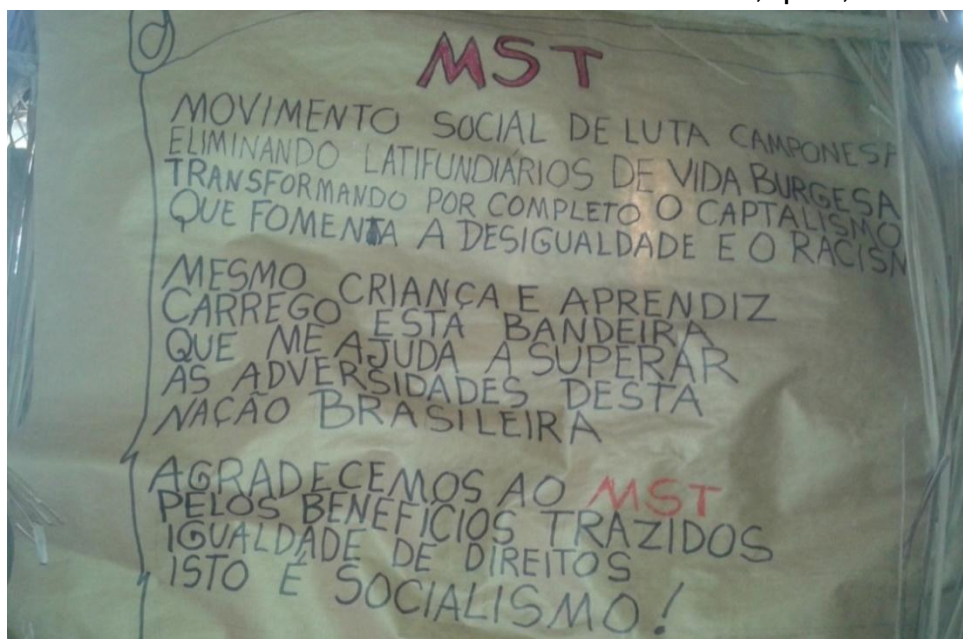 MST
MOVIMENTO SOCIAL DE LUTA CAMPONESA
ELIMINANDO LATIFUNDIÁRIOS DE VIDA BURGESA
TRANSFORMANDO POR COMPLETO O CAPTALISMO
QUE FOMENTA A DESIGUALDADE E O RACISM
MESMO CRIANÇA E APRENDIZ
CARREGO ESTA BANDEIRA
QUE ME AJUDA A SUPERAR
AS ADVERSIDADES DESTA
NAÇÃO BRASILEIRA
AGRADECEMOS AO MST
PELOS BENEFÍCIOS TRAZIDOS
IGUALDADE DE DIREITOS
ISTO É SOCIALISMO!